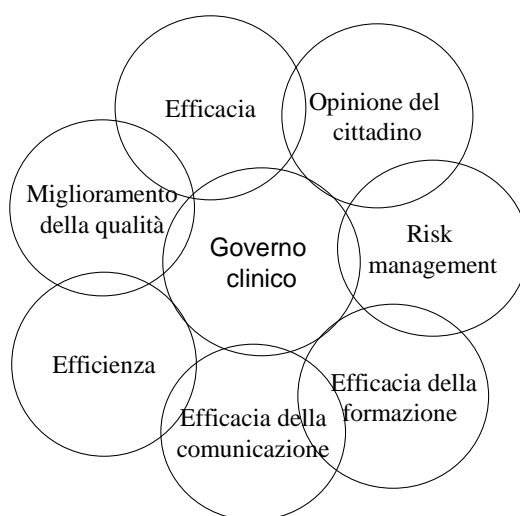 Efficacia
Opinione del
cittadino
Miglioramento
della qualità
Governo
clinico
Risk
management
Efficienza
Efficacia della
formazione
Efficacia della
comunicazione